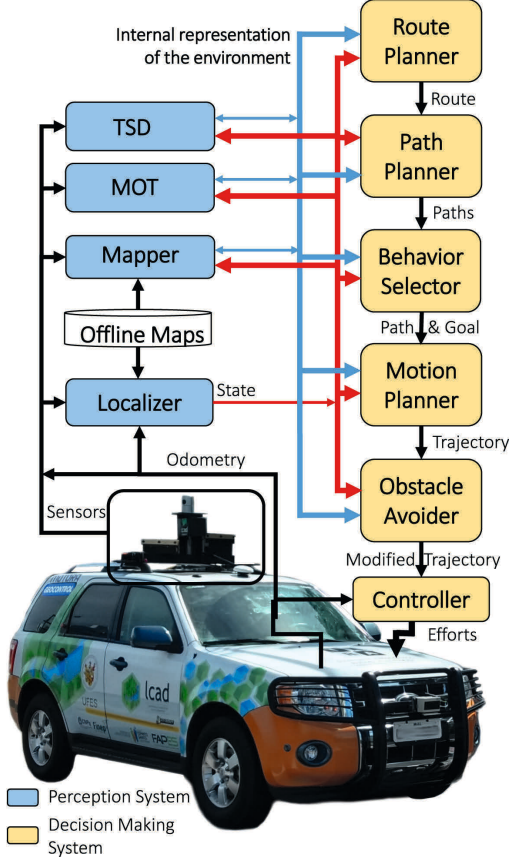 Internal representation
of the environment
Route
Planner
Route
TSD
Path
Planner
MOT
Paths
Mapper
Behavior
Selector
Offline Maps
Path & Goal
Localizer
State
Motion
Planner
Trajectory
Odometry
Obstacle
Avoider
Sensors
Modified Trajectory
Controller
Efforts
lcad
UFES
FAPES
Perception System
Decision Making
System